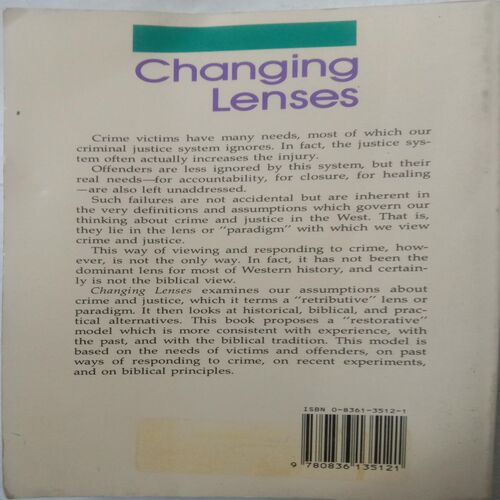 Changing
Lenses
Crime victims have many needs, most of which our
criminal justice system ignores. In fact, the justice sys-
tem often actually increases the injury.
Offenders are less ignored by this system, but their
real needs—for accountability, for closure, for healing
—are also left unaddressed.
Such failures are not accidental but are inherent in
the very definitions and assumptions which govern our
thinking about crime and justice in the West. That is,
they lie in the lens or "paradigm" with which we view
crime and justice.
This way of viewing and responding to crime, how-
ever, is not the only way. In fact, it has not been the
dominant lens for most of Western history, and certain-
ly is not the biblical view.
Changing Lenses examines our assumptions about
crime and justice, which it terms a "retributive" lens or
paradigm. It then looks at historical, biblical, and prac-
tical alternatives. This book proposes a "restorative"
model which is more consistent with experience, with
the past, and with the biblical tradition. This model is
based on the needs of victims and offenders, on past
ways of responding to crime, on recent experiments,
and on biblical principles.
ISBN 0-8361-3512-1
9 780836 135121